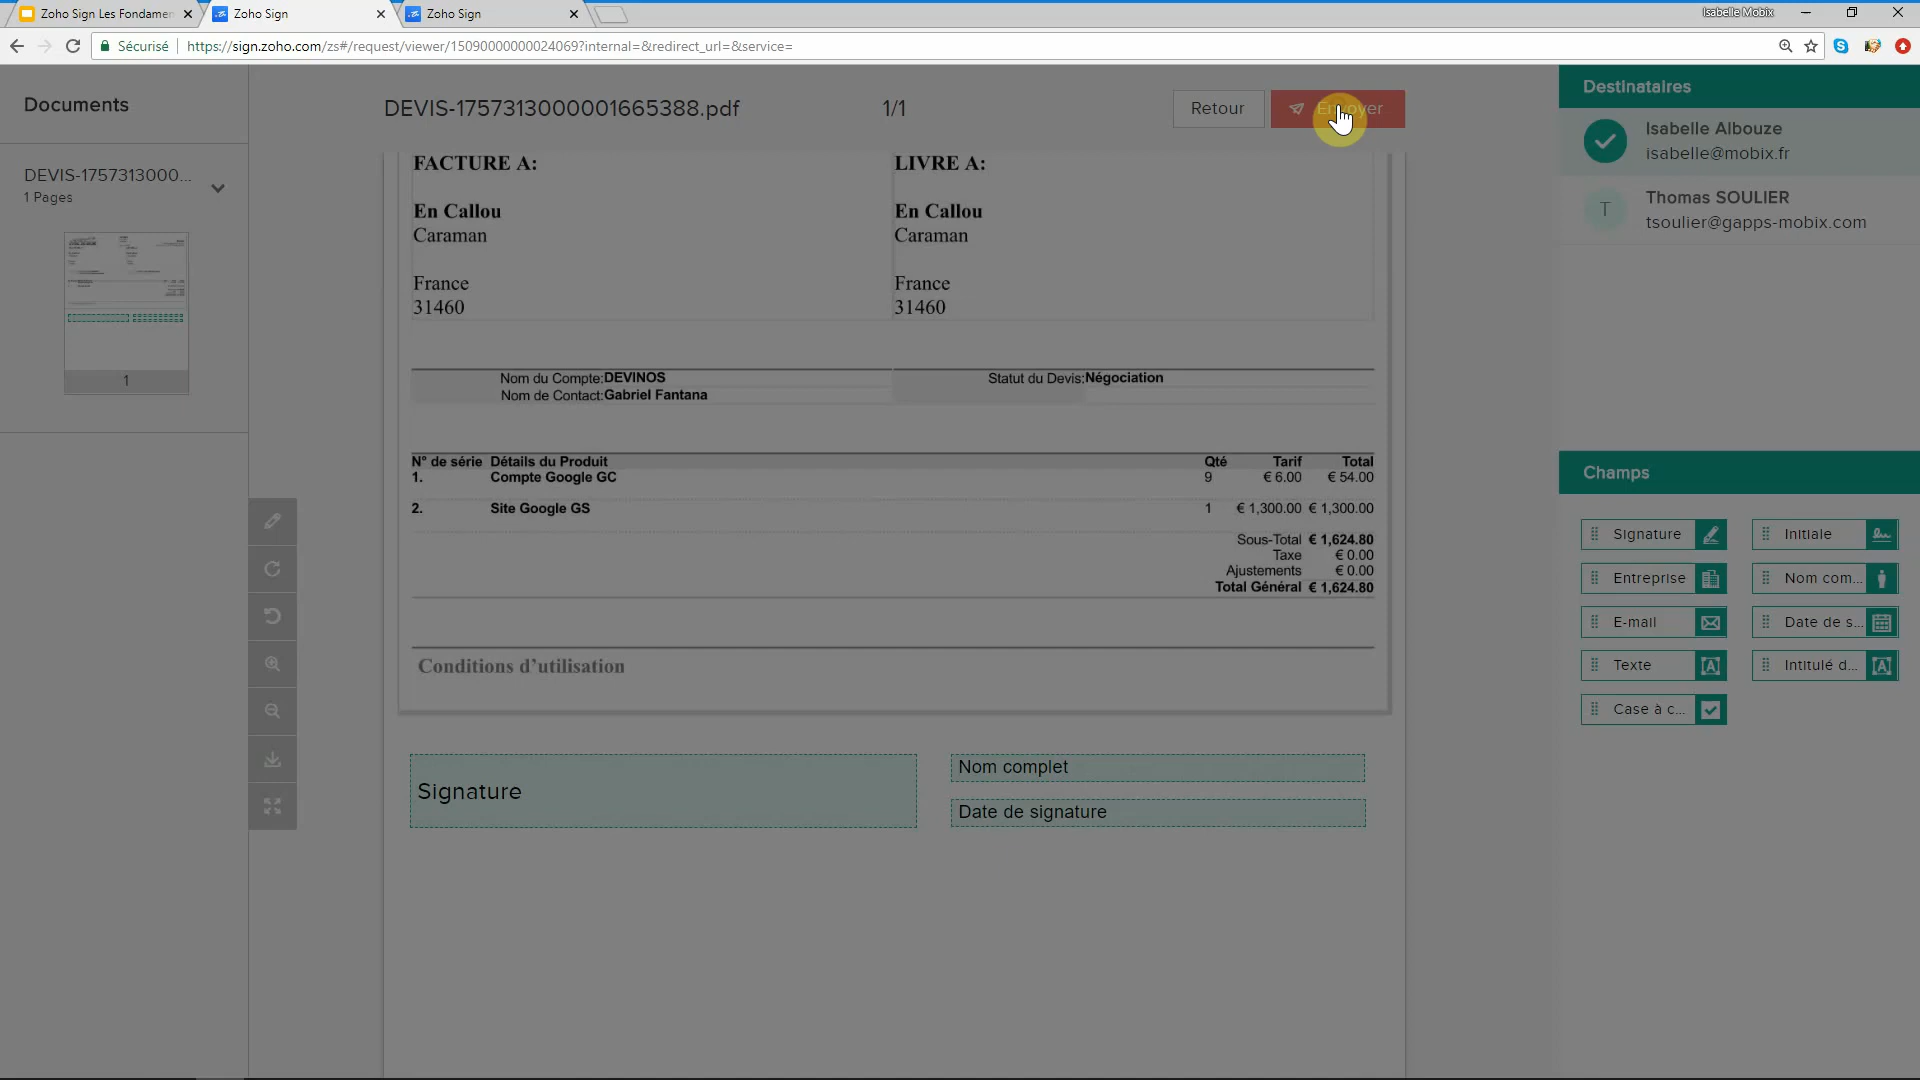 Zoho Sign Les Fondamen
Zoho Sign
Zoho Sign
Isabelle Mobix
Sécurisé
https://sign.zoho.com/zs#/request/viewer/15090000000024069?internal=&redirect_url=&service=
Documents
DEVIS-1757313000001665388.pdf
1/1
Retour
Envoyer
Destinataires
Isabelle Albouze
isabelle@mobix.fr
T
Thomas SOULIER
tsoulier@gapps-mobix.com
DEVIS-1757313000...
1 Pages
1
FACTURE A:
LIVRE A:
En Callou
En Callou
Caraman
Caraman
France
France
31460
31460
Nom du Compte:DEVINOS
Statut du Devis:Négociation
Nom de Contact:Gabriel Fantana
N° de série Détails du Produit Qté Tarif Total
1. Compte Google GC 9 € 6.00 € 54.00
2. Site Google GS 1 € 1,300.00 € 1,300.00
Sous-Total € 1,624.80
Taxe € 0.00
Ajustements € 0.00
Total Général € 1,624.80
Conditions d’utilisation
Signature
Nom complet
Date de signature
Champs
Signature
Initiale
Entreprise
Nom com...
E-mail
Date de s...
Texte
Intitulé d...
Case à c...